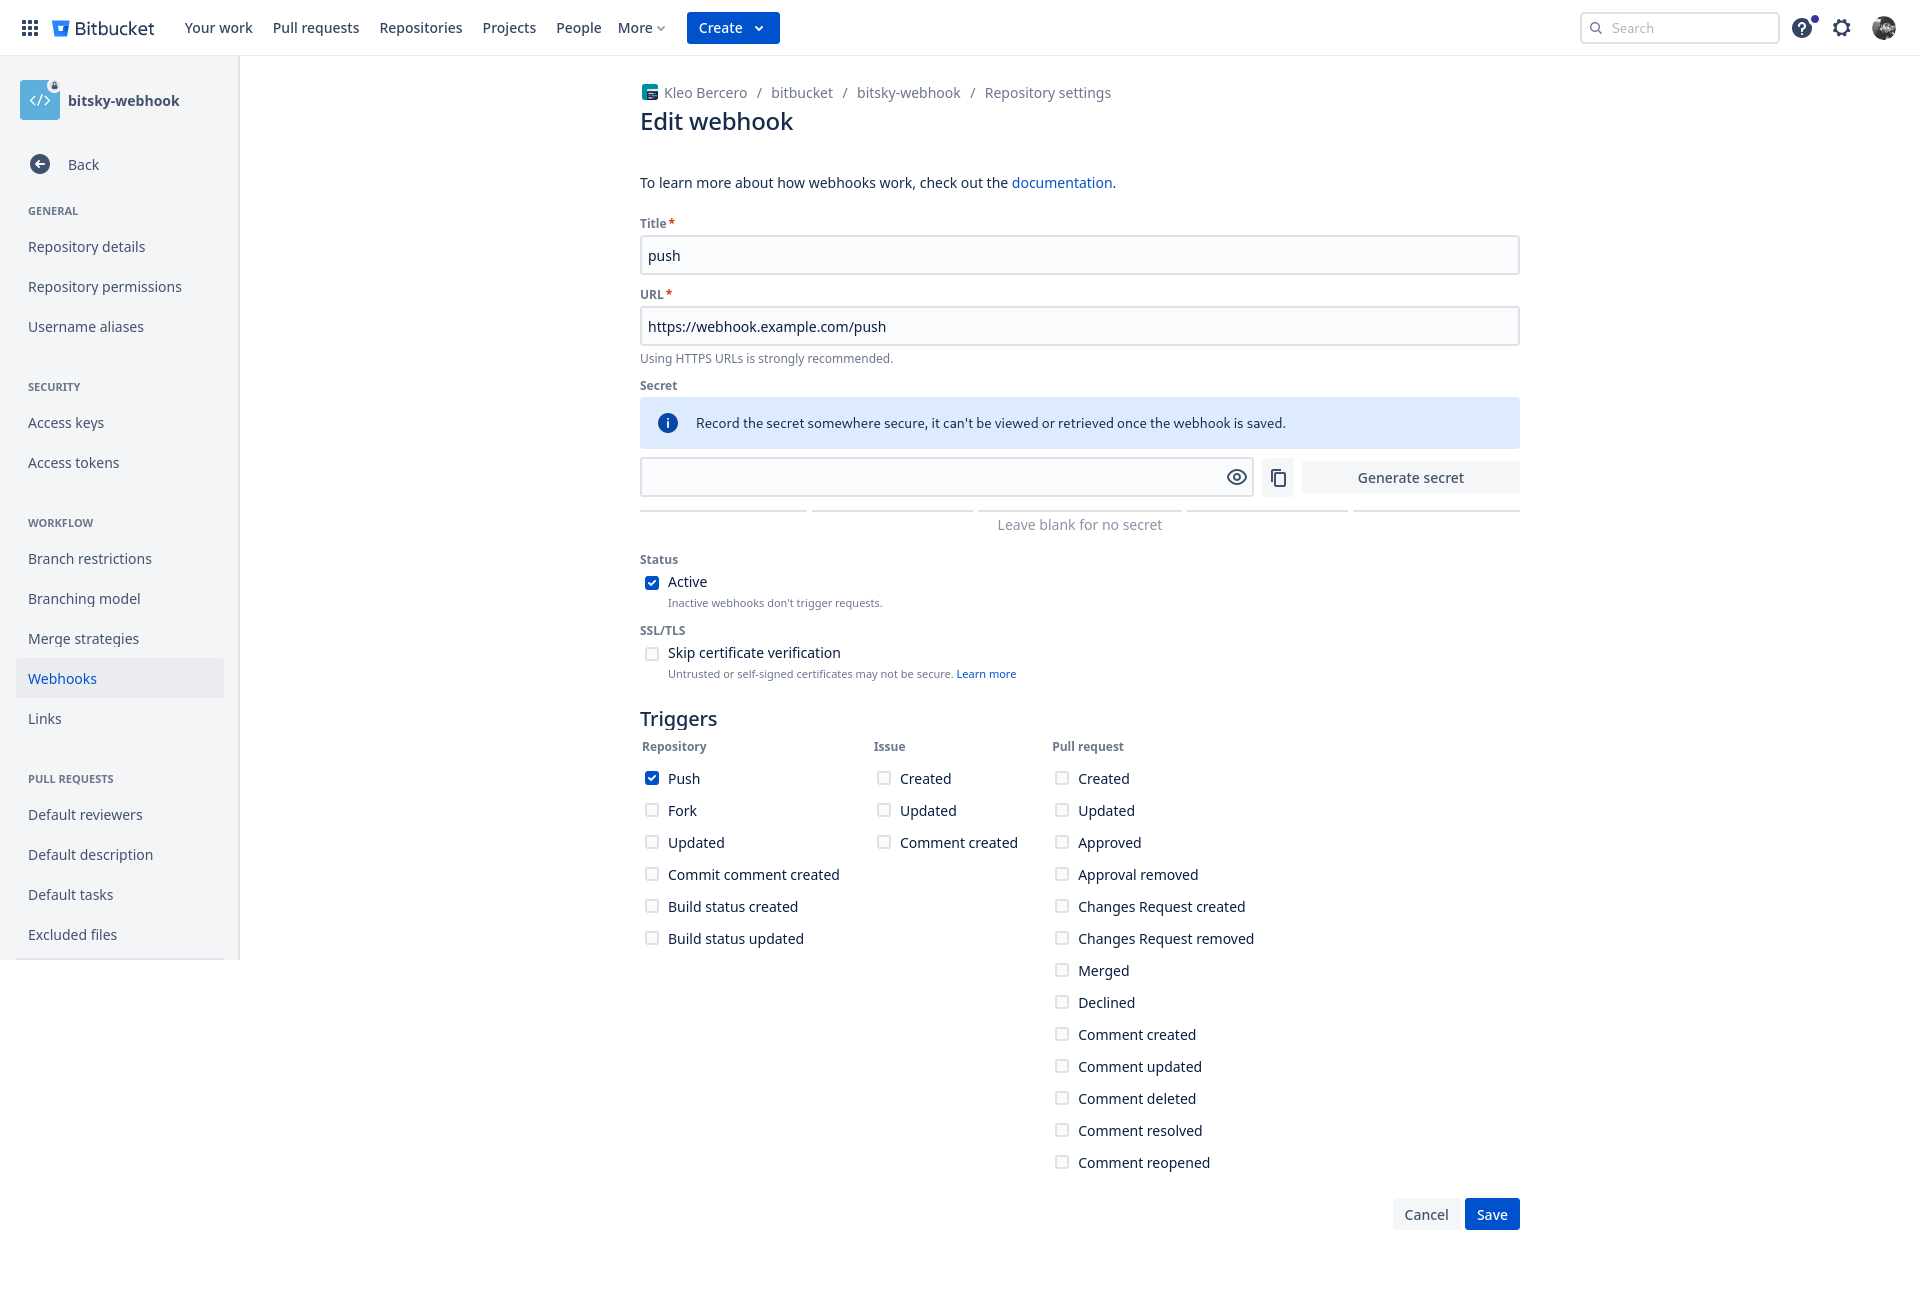 Bitbucket
Your work
Pull requests
Repositories
Projects
People
More
Create
Search
bitsky-webhook
Back
GENERAL
Repository details
Repository permissions
Username aliases
SECURITY
Access keys
Access tokens
WORKFLOW
Branch restrictions
Branching model
Merge strategies
Webhooks
Links
PULL REQUESTS
Default reviewers
Default description
Default tasks
Excluded files
Kleo Bercero / bitbucket / bitsky-webhook / Repository settings
Edit webhook
To learn more about how webhooks work, check out the documentation.
Title*
push
URL*
https://webhook.example.com/push
Using HTTPS URLs is strongly recommended.
Secret
Record the secret somewhere secure, it can't be viewed or retrieved once the webhook is saved.
Generate secret
Leave blank for no secret
Status
Active
Inactive webhooks don't trigger requests.
SSL/TLS
Skip certificate verification
Untrusted or self-signed certificates may not be secure. Learn more
Triggers
Repository
Push
Fork
Updated
Commit comment created
Build status created
Build status updated
Issue
Created
Updated
Comment created
Pull request
Created
Updated
Approved
Approval removed
Changes Request created
Changes Request removed
Merged
Declined
Comment created
Comment updated
Comment deleted
Comment resolved
Comment reopened
Cancel
Save